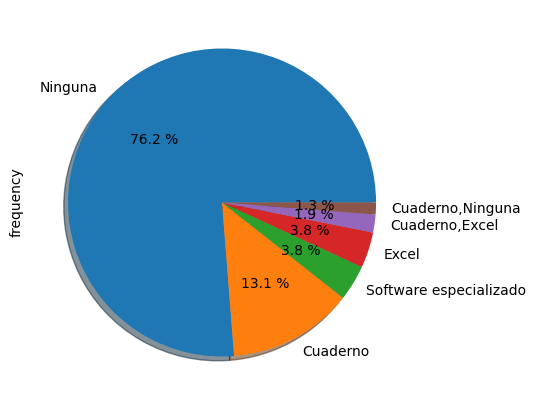 Ninguna
76.2 %
frequency
1.3 %
Cuaderno,Ninguna
1.9 %
Cuaderno,Excel
3.8 %
Excel
3.8 %
Software especializado
13.1 %
Cuaderno